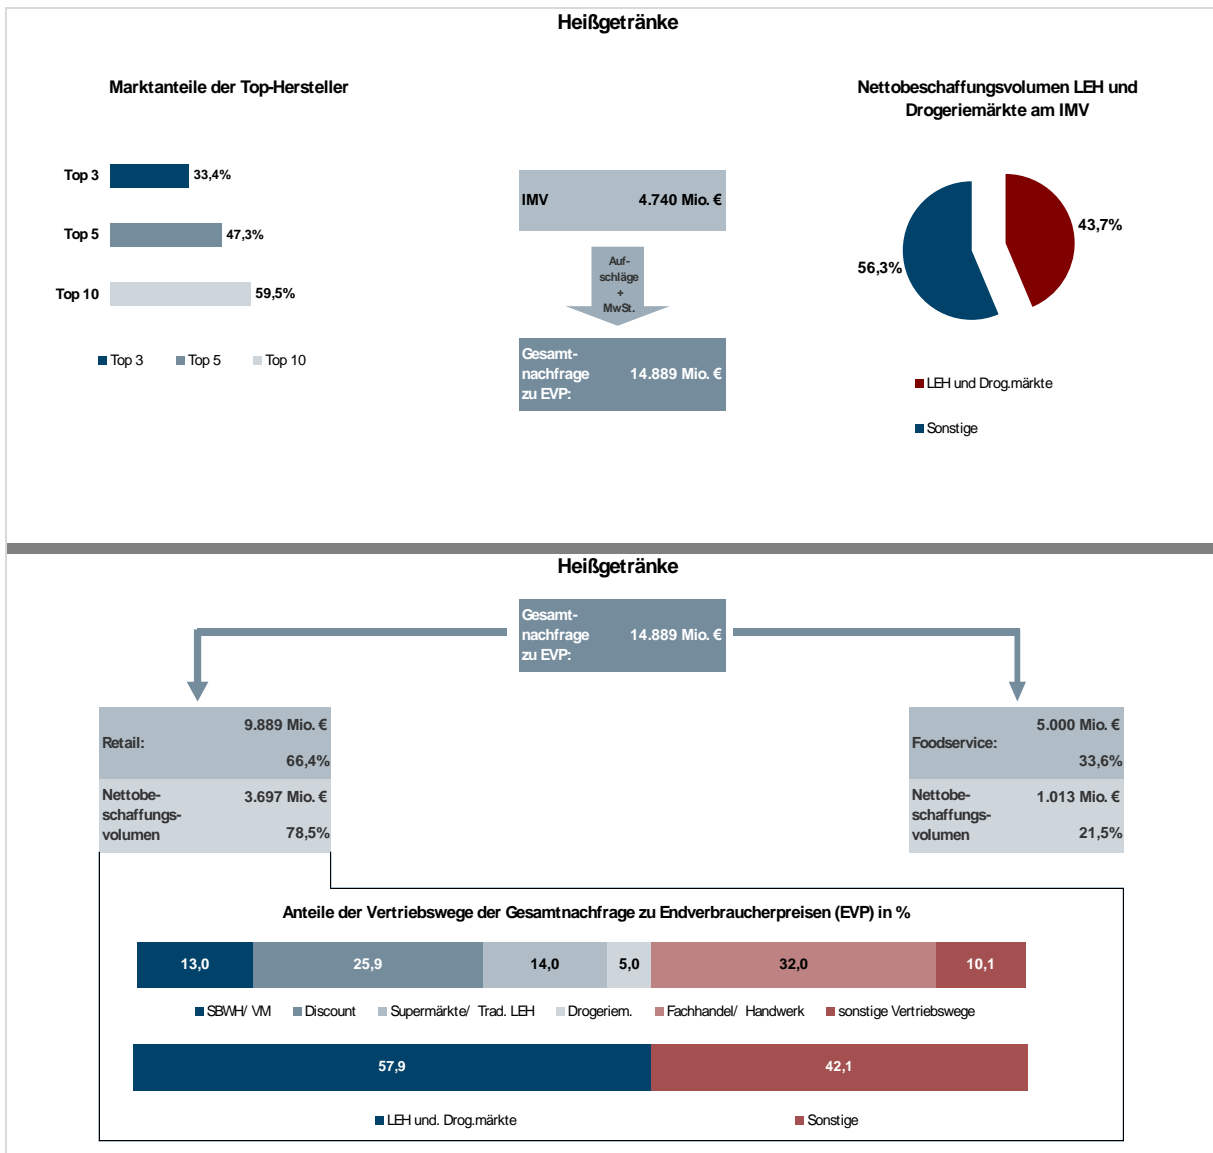 Heißgetränke
Marktanteile der Top-Hersteller
Top 3
33,4%
Top 5
47,3%
Top 10
59,5%
Top 3
Top 5
Top 10
IMV 4.740 Mio. €
Auf-
schläge
+
MwSt.
Gesamt-
nachfrage 14.889 Mio. €
zu EVP:
Nettobeschaffungsvolumen LEH und
Drogeriemärkte am IMV
43,7%
56,3%
LEH und Drog.märkte
Sonstige
Heißgetränke
Gesamt-
nachfrage 14.889 Mio. €
zu EVP:
9.889 Mio. €
Retail:
66,4%
Nettobe- 3.697 Mio. €
schaffungs-
volumen 78,5%
5.000 Mio. €
Foodservice:
33,6%
Nettobe- 1.013 Mio. €
schaffungs-
volumen 21,5%
Anteile der Vertriebswege der Gesamtnachfrage zu Endverbraucherpreisen (EVP) in %
13,0 25,9 14,0 5,0 32,0 10,1
SBWH/ VM Discount Supermärkte/ Trad. LEH Drogeriem. Fachhandel/ Handwerk sonstige Vertriebswege
57,9 42,1
LEH und. Drog.märkte Sonstige